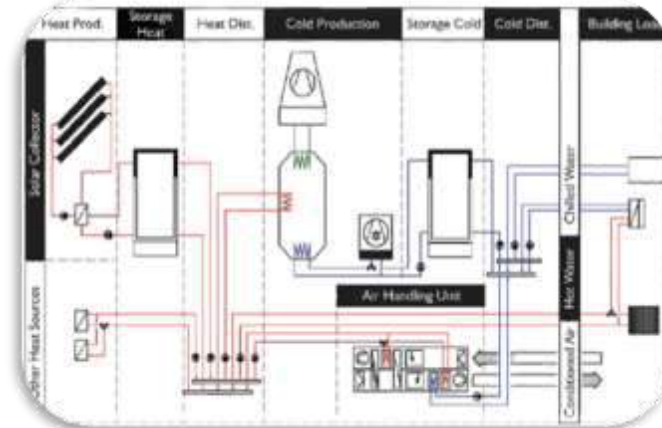 Heat Prod.
Storage
Heat
Heat Dist.
Cold Production
Storage Cold
Cold Dist.
Building Load
Solar Collector
Other Heat Sources
Air Handling Unit
Chilled Water
Hot Water
Conditioned Air